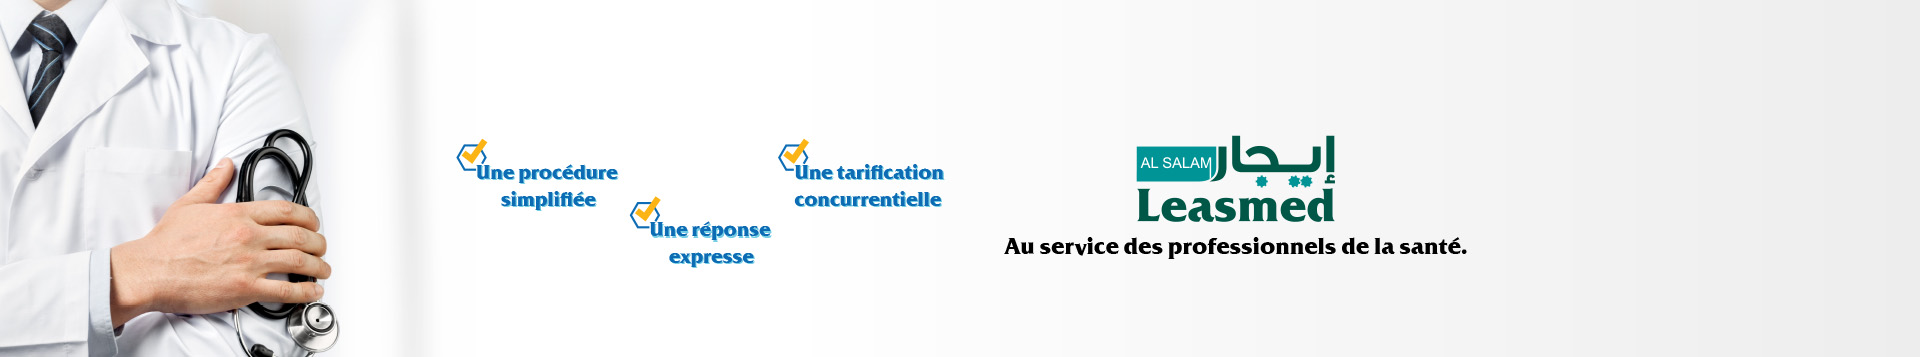 Une procédure
simplifiée
Une réponse
expresse
Une tarification
concurrentielle
AL SALAM إيجار
Leasmed
Au service des professionnels de la santé.